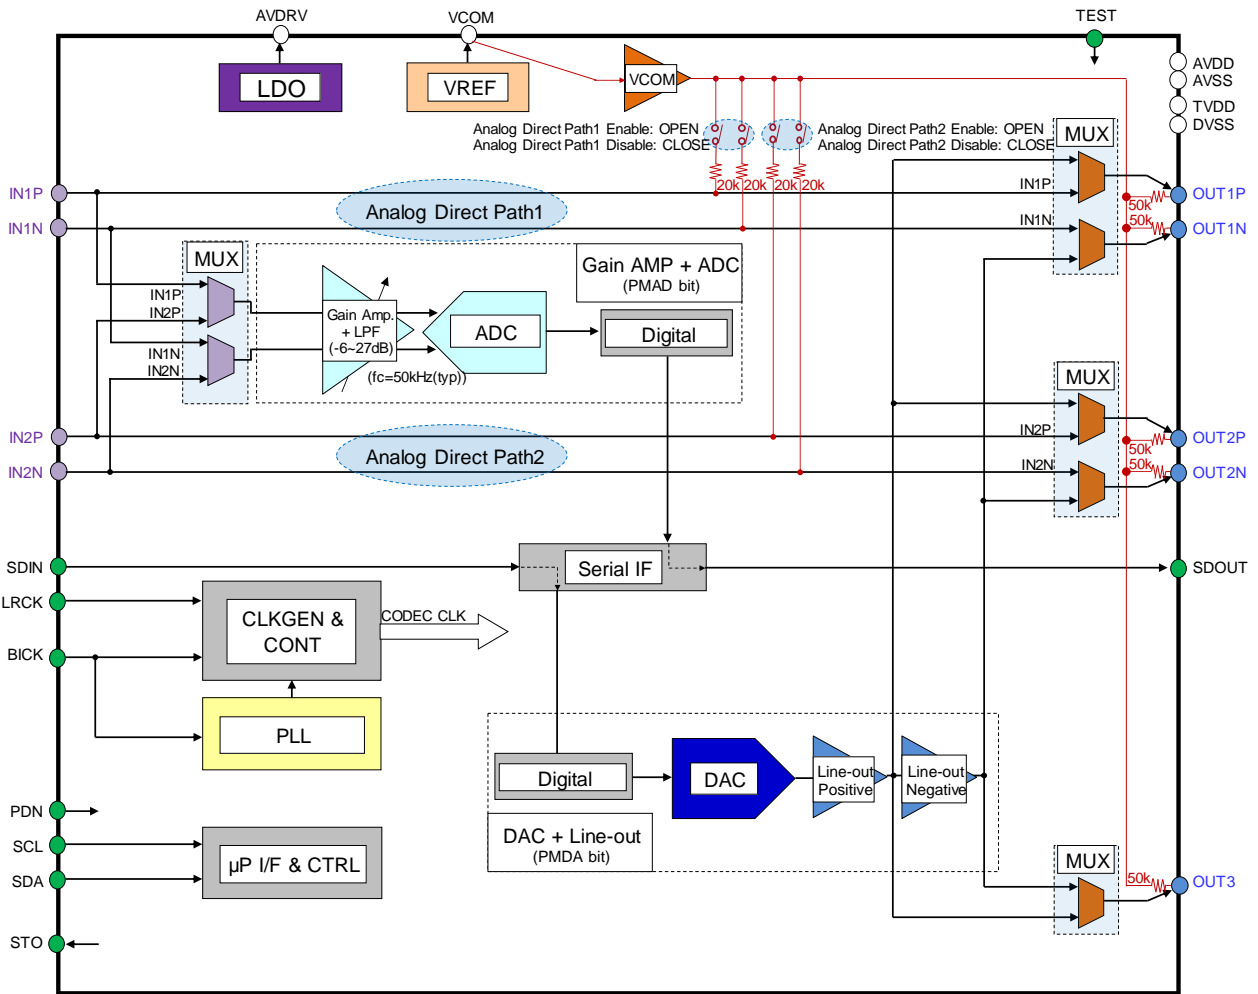 AVDRV
VCOM
TEST
LDO
VREF
VCOM
AVDD
AVSS
TVDD
DVSS
Analog Direct Path1 Enable: OPEN
Analog Direct Path1 Disable: CLOSE
Analog Direct Path2 Enable: OPEN
Analog Direct Path2 Disable: CLOSE
MUX
20k
20k
20k
20k
IN1P
Analog Direct Path1
IN1P
OUT1P
50k
IN1N
IN1N
50k
OUT1N
MUX
Gain AMP + ADC
(PMAD bit)
IN1P
IN2P
IN1N
IN2N
Gain Amp.
+ LPF
(-6~27dB)
ADC
Digital
(fc=50kHz(typ))
MUX
IN2P
Analog Direct Path2
IN2P
OUT2P
50k
IN2N
IN2N
50k
OUT2N
SDIN
Serial IF
SDOUT
LRCK
CLKGEN &
CONT
CODEC CLK
BICK
PLL
Digital
DAC
Line-out
Positive
Line-out
Negative
PDN
DAC + Line-out
(PMDA bit)
SCL
SDA
µP I/F & CTRL
MUX
50k
OUT3
STO